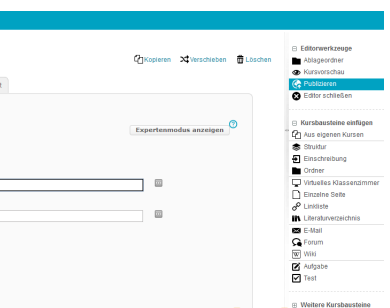 Kopieren Verschieben Löschen
Expertenmodus anzeigen
Editorwerkzeuge
Ablageordner
Kursvorschau
Publizieren
Editor schließen
Kursbausteine einfügen
Aus eigenen Kursen
Struktur
Einschreibung
Ordner
Virtuelles Klassenzimmer
Einzelne Seite
Linkliste
Literaturverzeichnis
E-Mail
Forum
Wiki
Aufgabe
Test
Weitere Kursbausteine